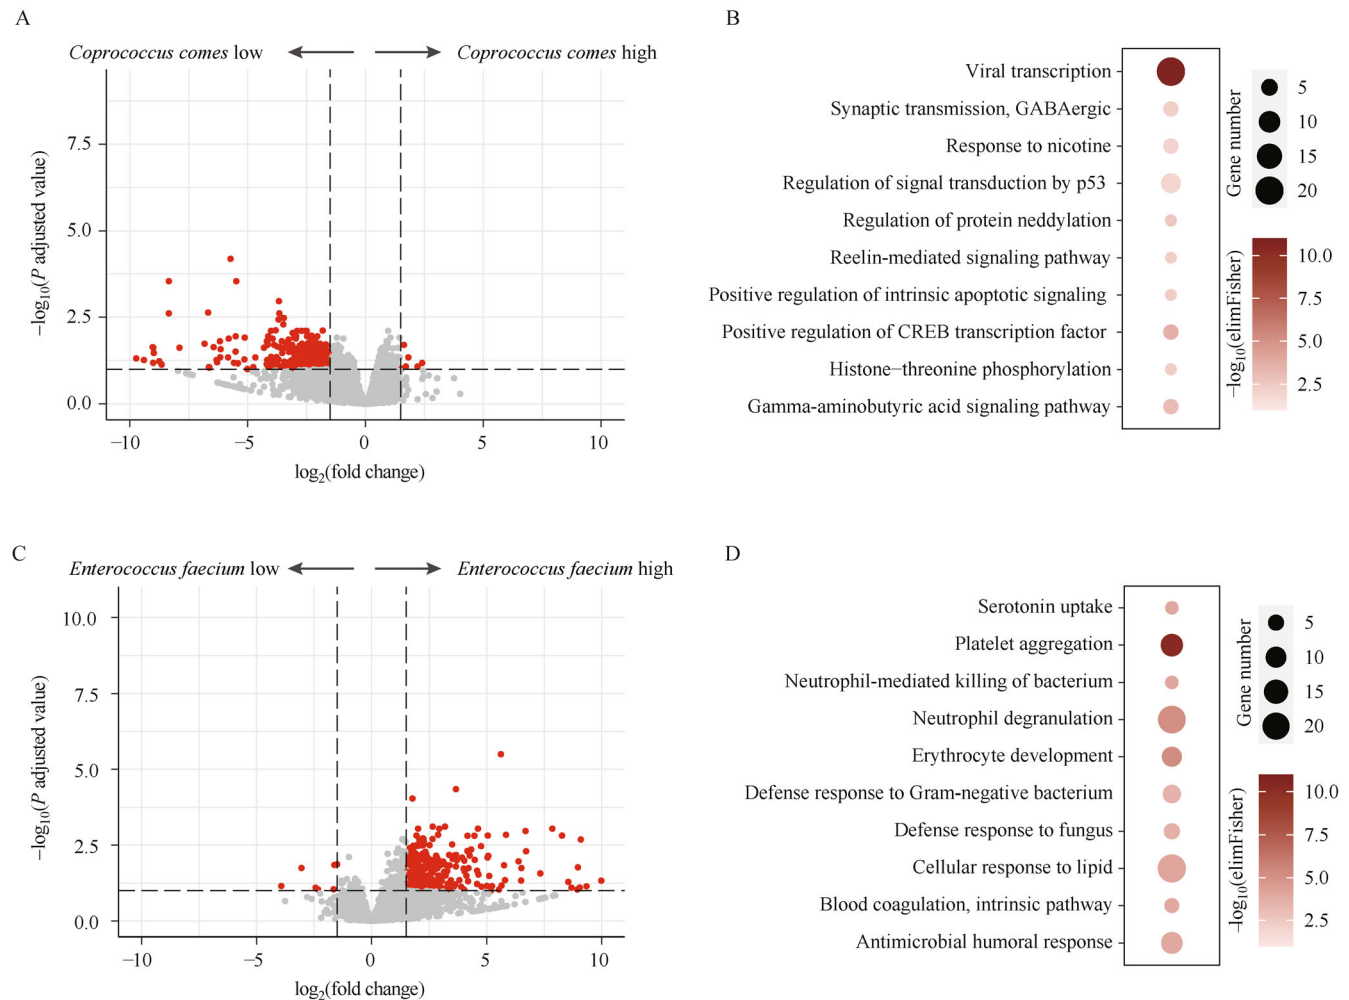 A
Coprococcus comes low
Coprococcus comes high
−log10(P adjusted value)
7.5
5.0
2.5
0.0
−10
−5
0
5
10
log2(fold change)
B
Viral transcription
Synaptic transmission, GABAergic
Response to nicotine
Regulation of signal transduction by p53
Regulation of protein neddylation
Reelin-mediated signaling pathway
Positive regulation of intrinsic apoptotic signaling
Positive regulation of CREB transcription factor
Histone−threonine phosphorylation
Gamma-aminobutyric acid signaling pathway
Gene number
5
10
15
20
−log10(elimFisher)
10.0
7.5
5.0
2.5
C
Enterococcus faecium low
Enterococcus faecium high
−log10(P adjusted value)
10.0
7.5
5.0
2.5
0.0
−10
−5
0
5
10
log2(fold change)
D
Serotonin uptake
Platelet aggregation
Neutrophil-mediated killing of bacterium
Neutrophil degranulation
Erythrocyte development
Defense response to Gram-negative bacterium
Defense response to fungus
Cellular response to lipid
Blood coagulation, intrinsic pathway
Antimicrobial humoral response
Gene number
5
10
15
20
−log10(elimFisher)
10.0
7.5
5.0
2.5